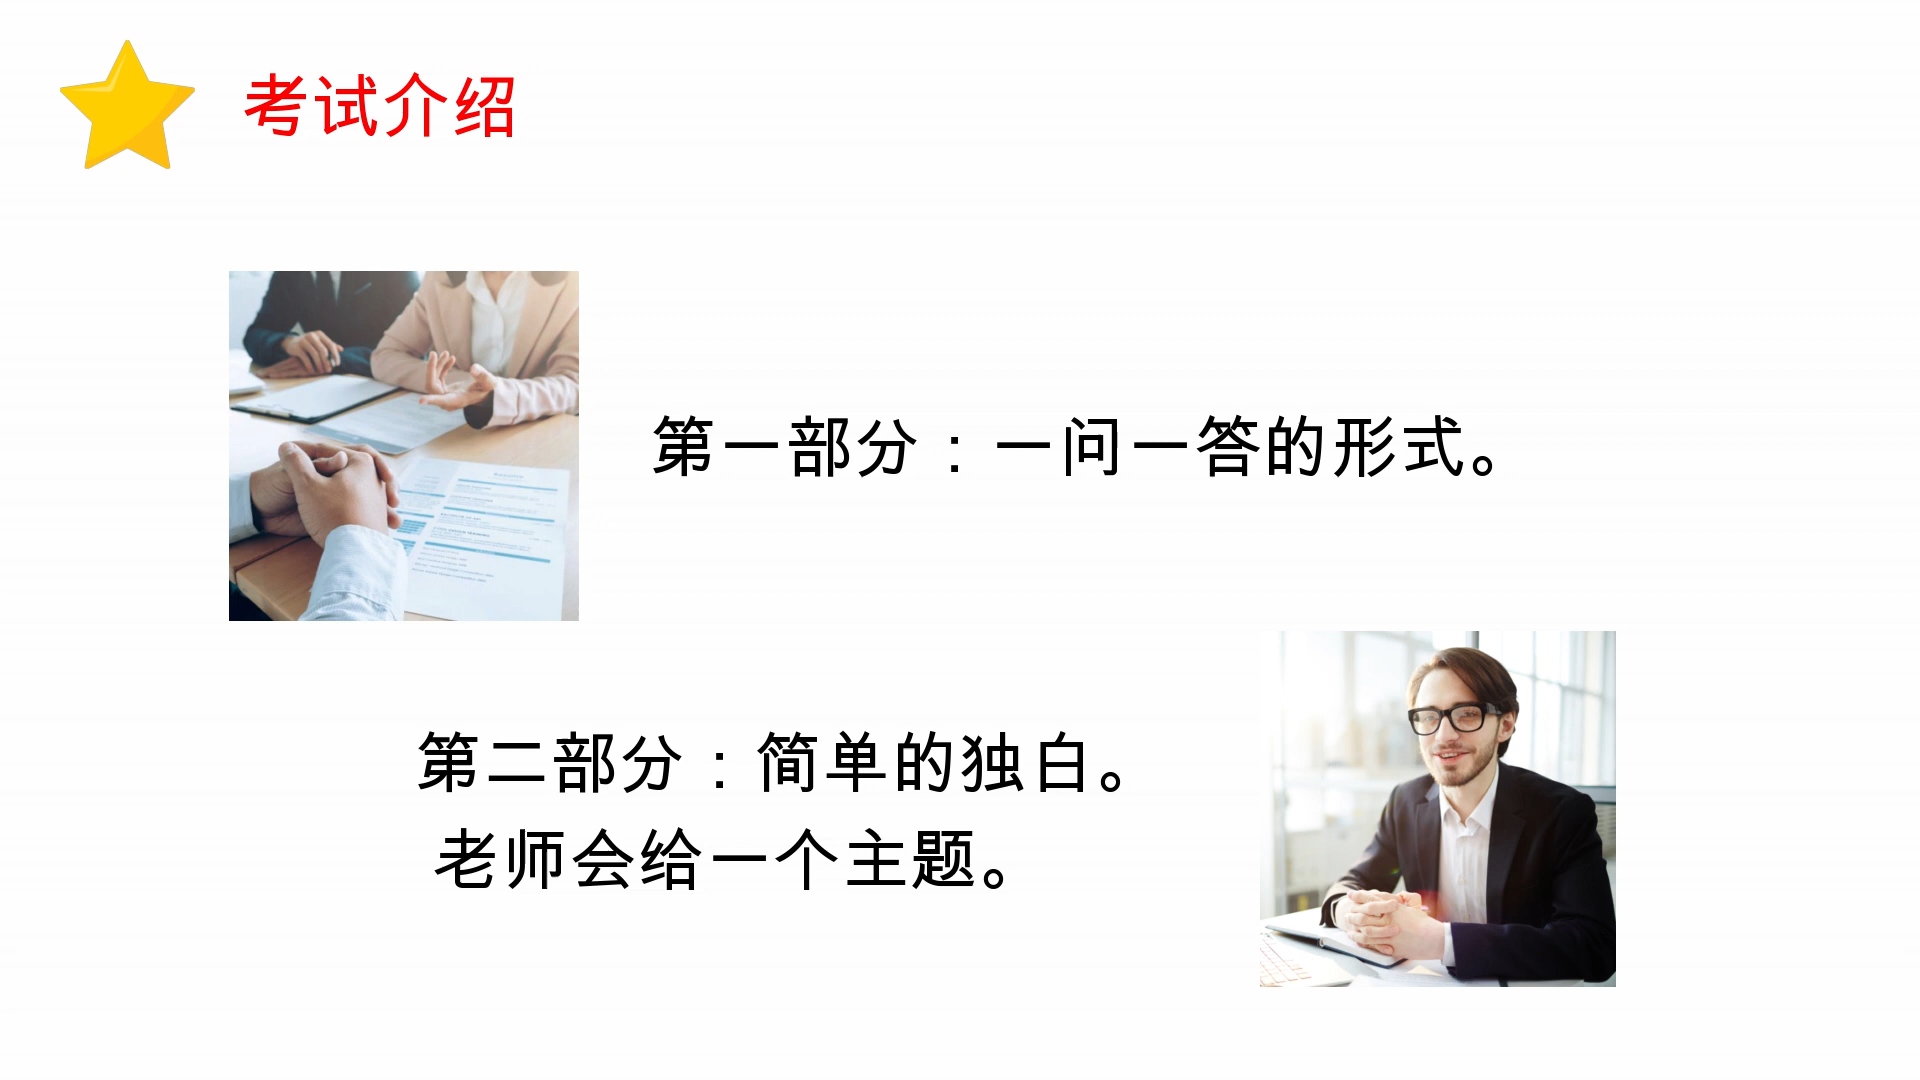 考试介绍
第一部分：一问一答的形式。
第二部分：简单的独白。
老师会给一个主题。